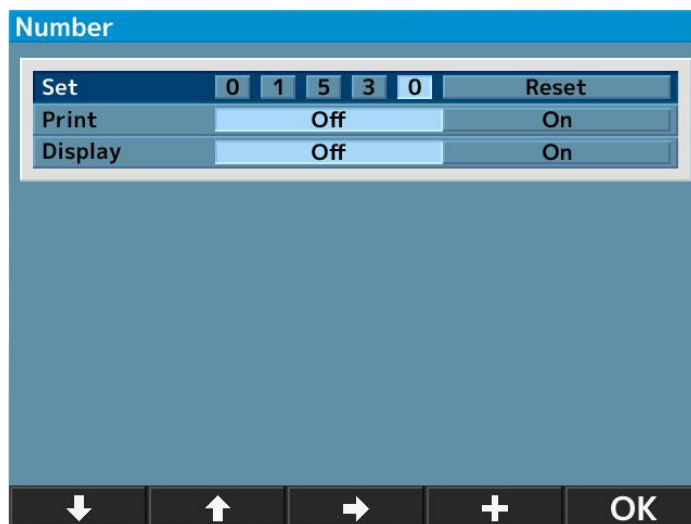 Number
Set 0 1 5 3 0 Reset
Print Off On
Display Off On
OK